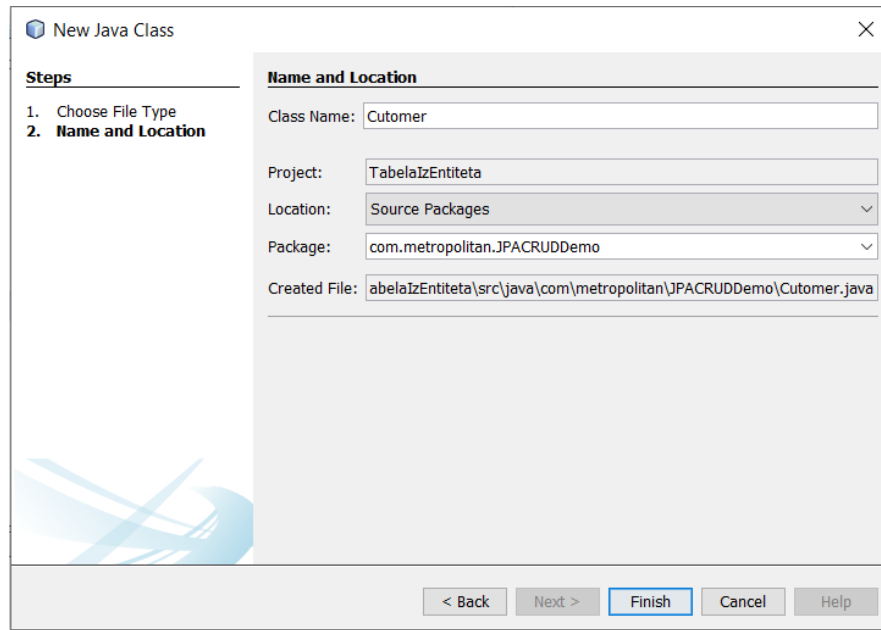 New Java Class
Steps
1. Choose File Type
2. Name and Location
Name and Location
Class Name: Cutomer
Project: TabelaIzEntiteta
Location: Source Packages
Package: com.metropolitan.JPACRUDDemo
Created File: abelaIzEntiteta\src\java\com\metropolitan\JPACRUDDemo\Cutomer.java
< Back Next > Finish Cancel Help